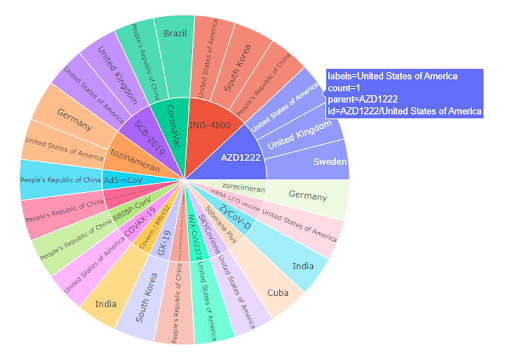 labels=United States of America
count=1
parent=AZD1222
id=AZD1222/United States of America
AZD1222
United States of America
United Kingdom
Sweden
INO-4800
United States of America
South Korea
People's Republic of China
CoronaVac
People's Republic of China
Brazil
SCB-2019
United States of America
United Kingdom
tozinameran
Germany
United States of America
Ad5-nCoV
People's Republic of China
People's Republic of China
BBIBP-CorV
People's Republic of China
COVAX-19
United States of America
India
GX-19
South Korea
People's Republic of China
NVX-CoV2373
United States of America
SKYCovione
United States of America
Soberana Plus
Cuba
ZyCoV-D
India
mRNA-1273 vaccine
United States of America
zorecimeran
Germany